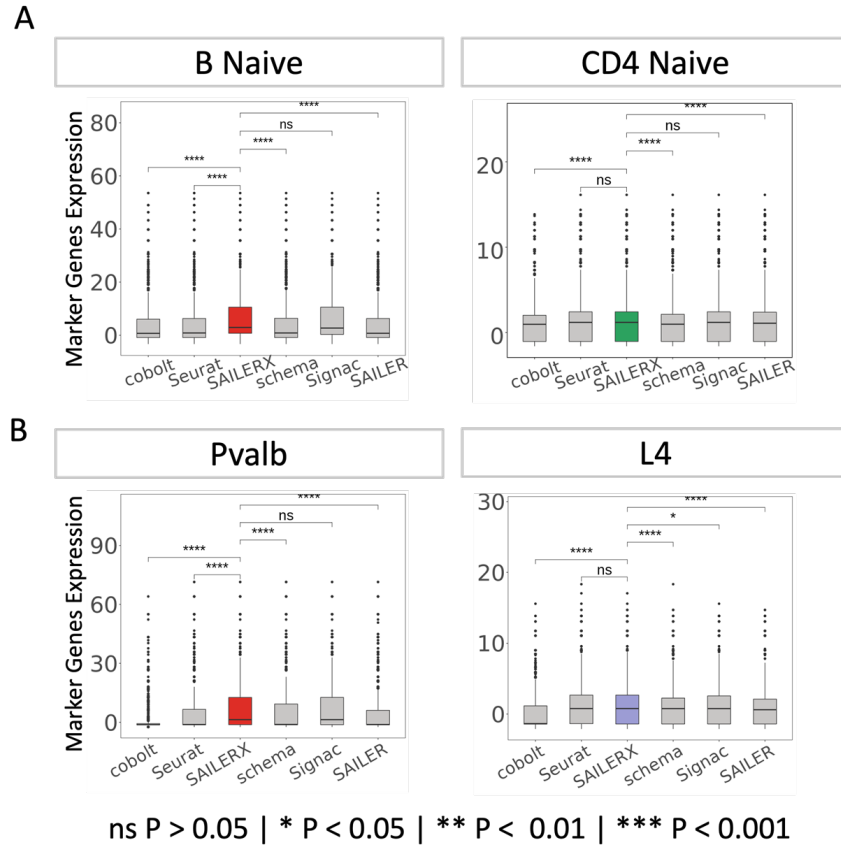 A
B Naive
CD4 Naive
Marker Genes Expression
80
60
40
20
0
****
ns
****
****
****
cobolt
Seurat
SAILERX
schema
Signac
SAILER
20
10
0
****
ns
****
****
ns
cobolt
Seurat
SAILERX
schema
Signac
SAILER
B
Pvalb
L4
Marker Genes Expression
90
60
30
0
****
ns
****
****
****
cobolt
Seurat
SAILERX
schema
Signac
SAILER
30
20
10
0
****
*
****
****
ns
cobolt
Seurat
SAILERX
schema
Signac
SAILER
ns P > 0.05 | * P < 0.05 | ** P < 0.01 | *** P < 0.001